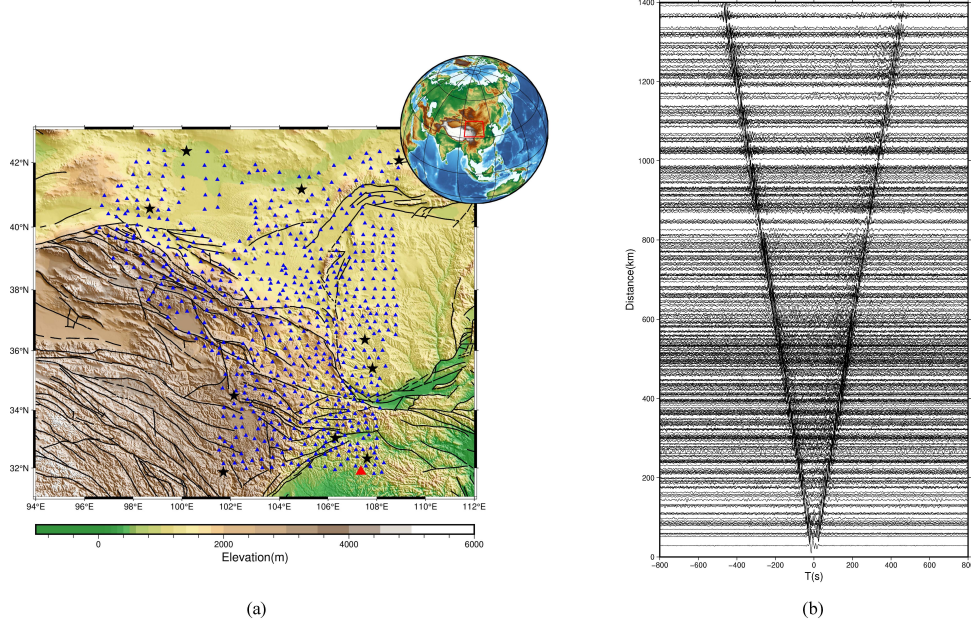 42°N
40°N
38°N
36°N
34°N
32°N
94°E 96°E 98°E 100°E 102°E 104°E 106°E 108°E 110°E 112°E
0 2000 4000 6000
Elevation(m)
(a)
1400
1200
1000
800
600
400
200
0
Distance(km)
−800 −600 −400 −200 0 200 400 600 800
T(s)
(b)